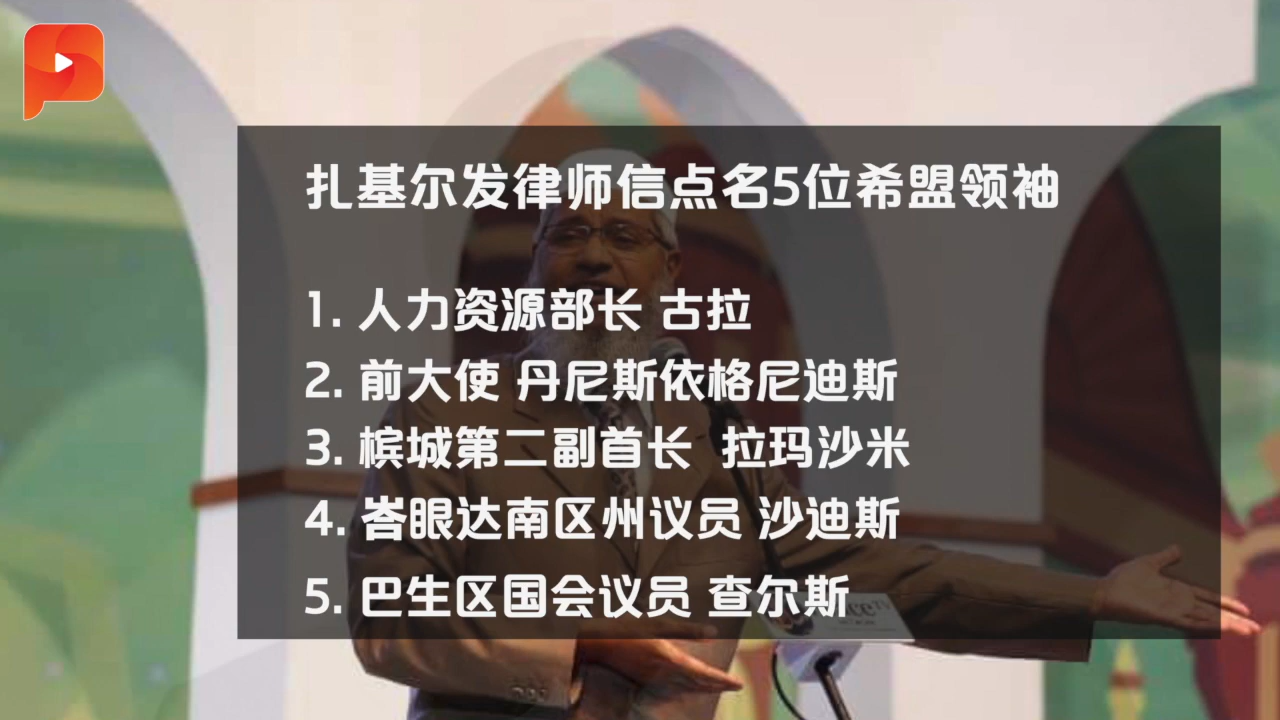 扎基尔发律师信点名5位希盟领袖
1. 人力资源部长 古拉
2. 前大使 丹尼斯依格尼迪斯
3. 槟城第二副首长 拉玛沙米
4. 峇眼达南区州议员 沙迪斯
5. 巴生区国会议员 查尔斯